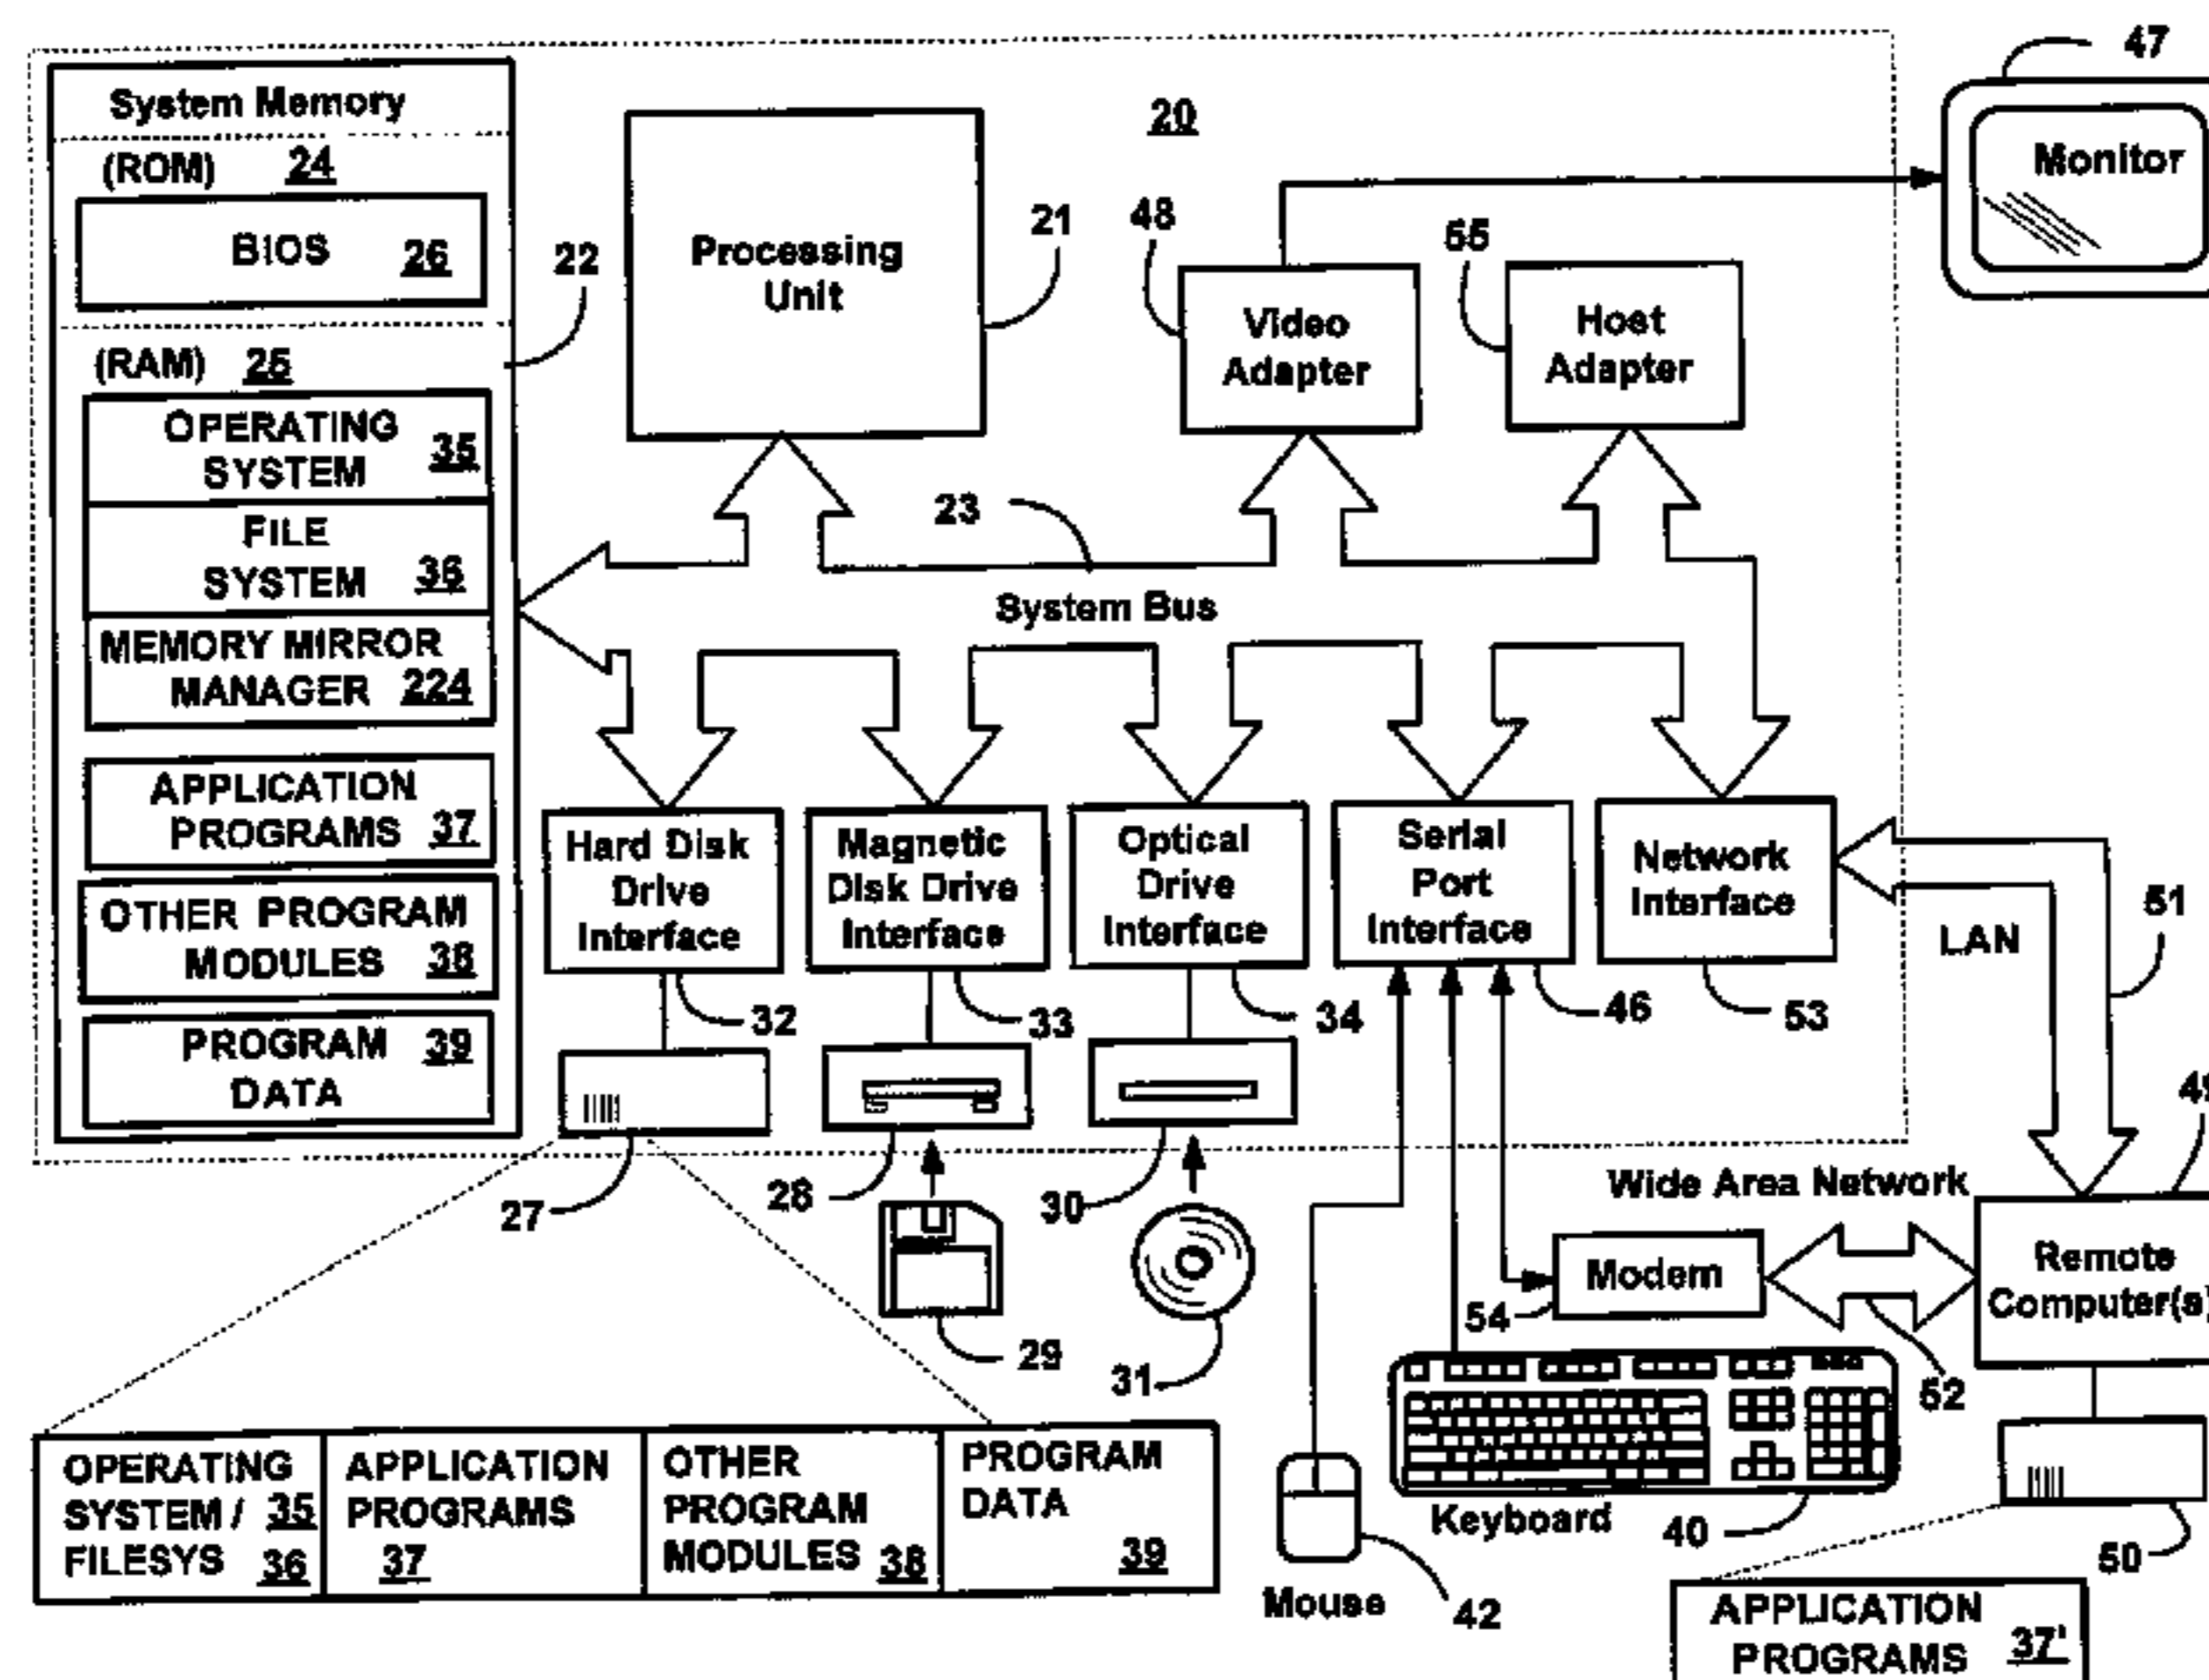 System Memory
(ROM) 24
BIOS 26
(RAM) 25
OPERATING
SYSTEM 35
FILE
SYSTEM 36
MEMORY MIRROR
MANAGER 224
APPLICATION
PROGRAMS 37
OTHER PROGRAM
MODULES 38
PROGRAM 39
DATA
22
Processing
Unit
21
20
48
Video
Adapter
55
Host
Adapter
47
Monitor
23
System Bus
Hard Disk
Drive
Interface
32
Magnetic
Disk Drive
Interface
33
Optical
Drive
Interface
34
Serial
Port
Interface
46
Network
Interface
53
LAN
51
27
28
29
30
31
Wide Area Network
Modem
54
52
49
Remote
Computer(s)
50
Keyboard
40
Mouse
42
OPERATING
SYSTEM / 35
FILESYS 36
APPLICATION
PROGRAMS
37
OTHER
PROGRAM
MODULES 38
PROGRAM
DATA
39
APPLICATION
PROGRAMS 37'